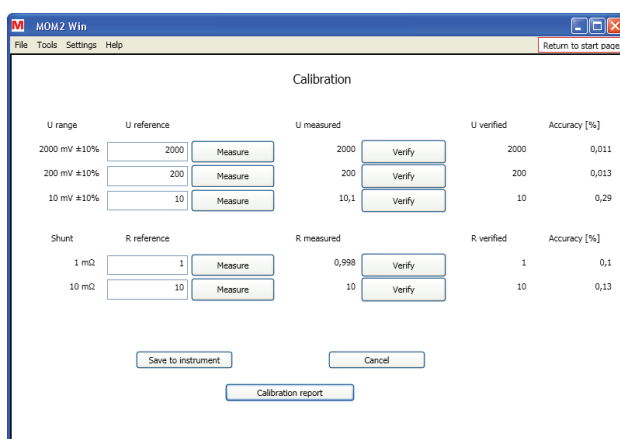 M MOM2 Win
File Tools Settings Help Return to start page
Calibration
U range U reference U measured U verified Accuracy [%]
2000 mV ±10% 2000 Measure 2000 Verify 2000 0,011
200 mV ±10% 200 Measure 200 Verify 200 0,013
10 mV ±10% 10 Measure 10,1 Verify 10 0,29
Shunt R reference R measured R verified Accuracy [%]
1 mΩ 1 Measure 0,998 Verify 1 0,1
10 mΩ 10 Measure 10 Verify 10 0,13
Save to instrument Cancel
Calibration report